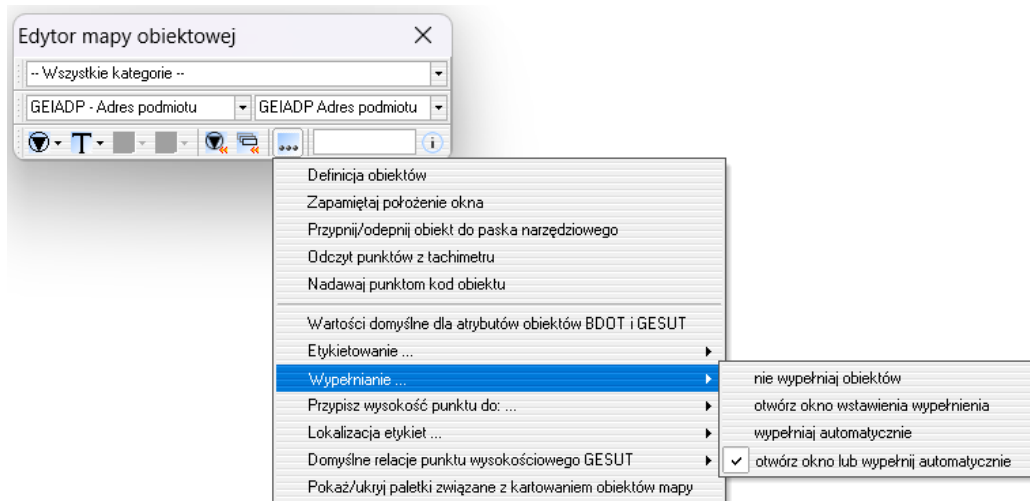 Edytor mapy obiektowej
-- Wszystkie kategorie --
GEIADP - Adres podmiotu
GEIADP Adres podmiotu
T
Definicja obiektów
Zapamiętaj położenie okna
Przypnij/odepnij obiekt do paska narzędziowego
Odczyt punktów z tachimetru
Nadawaj punktom kod obiektu
Wartości domyślne dla atrybutów obiektów BDOT i GESUT
Etykietowanie ...
Wypełnianie ...
Przypisz wysokość punktu do: ...
Lokalizacja etykiet ...
Domyślne relacje punktu wysokościowego GESUT
Pokaż/ukryj paletki związane z kartowaniem obiektów mapy
nie wypełniaj obiektów
otwórz okno wstawienia wypełnienia
wypełniaj automatycznie
otwórz okno lub wypełnij automatycznie